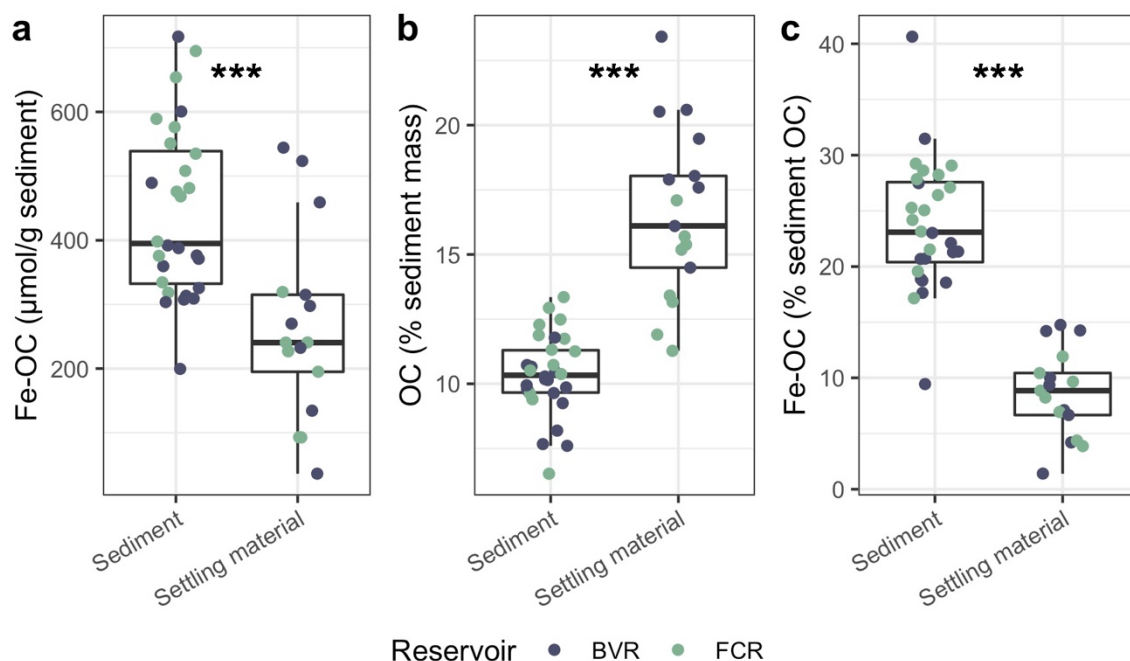 a
Fe-OC (µmol/g sediment)
600
400
200
***
Sediment
Settling material
b
OC (% sediment mass)
20
15
10
***
Sediment
Settling material
c
Fe-OC (% sediment OC)
40
30
20
10
0
***
Sediment
Settling material
Reservoir BVR FCR